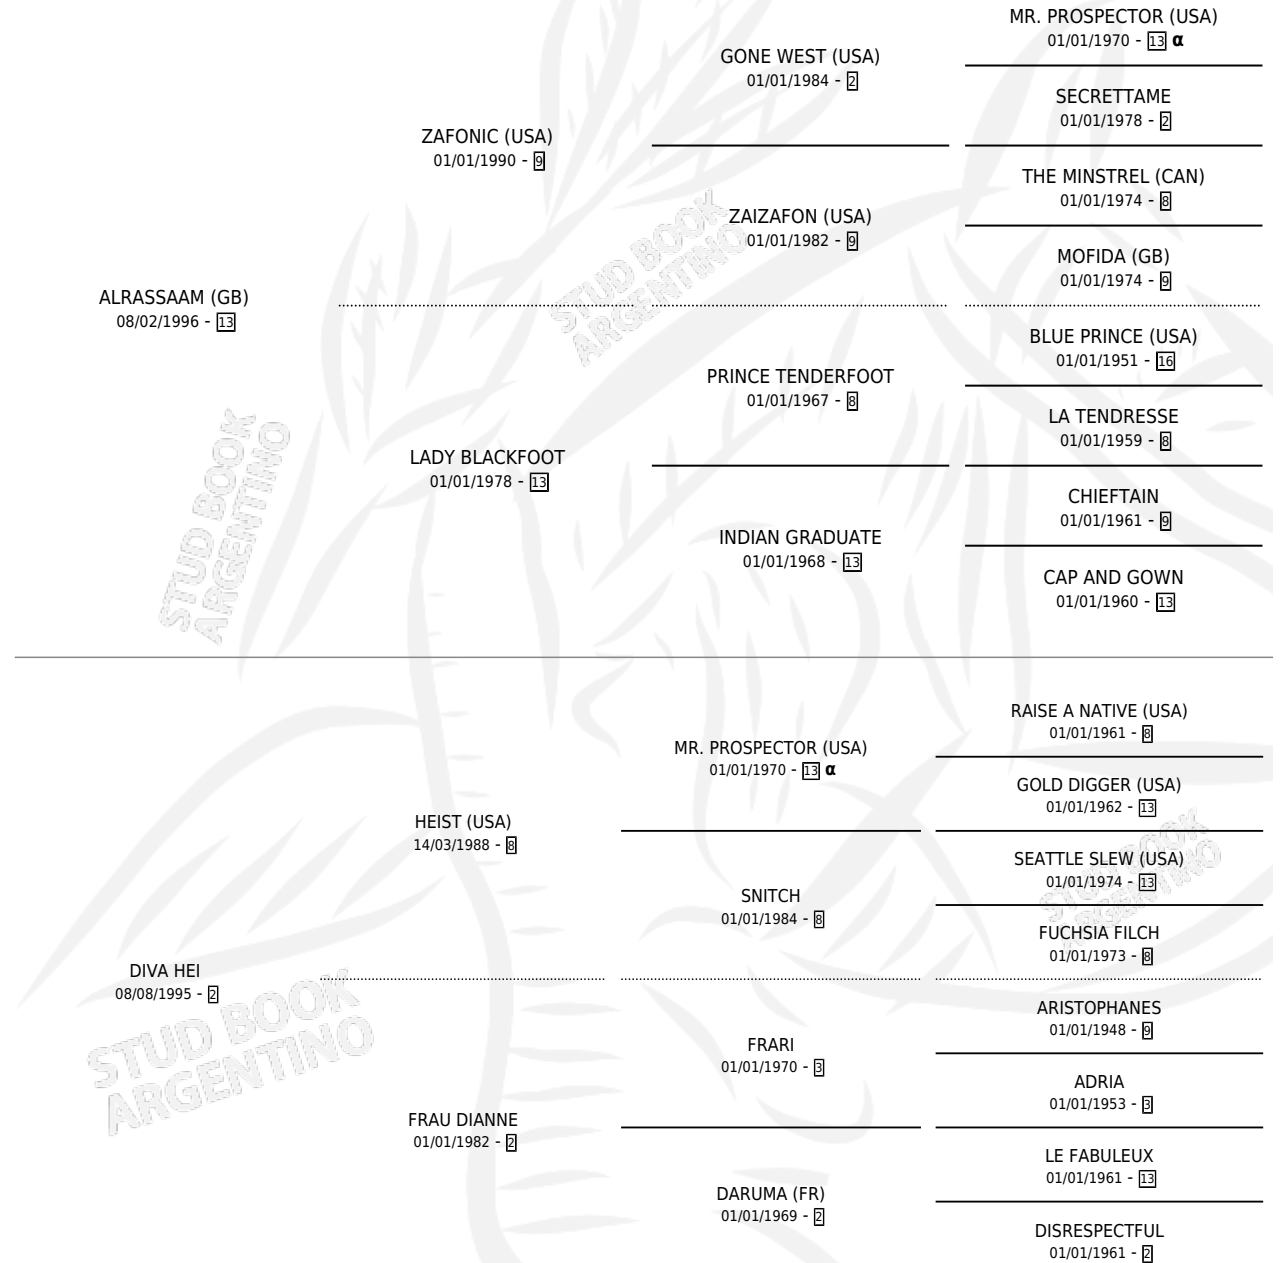 MR. PROSPECTOR (USA)
01/01/1970 - 13 α
GONE WEST (USA)
01/01/1984 - 2
SECRETTAME
01/01/1978 - 2
ZAFONIC (USA)
01/01/1990 - 9
THE MINSTREL (CAN)
01/01/1974 - 8
ZAIZAFON (USA)
01/01/1982 - 9
MOFIDA (GB)
01/01/1974 - 9
ALRASSAAM (GB)
08/02/1996 - 13
BLUE PRINCE (USA)
01/01/1951 - 16
PRINCE TENDERFOOT
01/01/1967 - 8
LA TENDRESSE
01/01/1959 - 8
LADY BLACKFOOT
01/01/1978 - 13
CHIEFTAIN
01/01/1961 - 9
INDIAN GRADUATE
01/01/1968 - 13
CAP AND GOWN
01/01/1960 - 13
RAISE A NATIVE (USA)
01/01/1961 - 8
MR. PROSPECTOR (USA)
01/01/1970 - 13 α
GOLD DIGGER (USA)
01/01/1962 - 13
HEIST (USA)
14/03/1988 - 8
SEATTLE SLEW (USA)
01/01/1974 - 13
SNITCH
01/01/1984 - 8
FUCHSIA FILCH
01/01/1973 - 8
DIVA HEI
08/08/1995 - 2
ARISTOPHANES
01/01/1948 - 9
FRARI
01/01/1970 - 3
ADRIA
01/01/1953 - 3
FRAU DIANNE
01/01/1982 - 2
LE FABULEUX
01/01/1961 - 13
DARUMA (FR)
01/01/1969 - 2
DISRESPECTFUL
01/01/1961 - 2
STUD BOOK
ARGENTINO
STUD BOOK
ARGENTINO
STUD BOOK
ARGENTINO
STUD BOOK
ARGENTINO